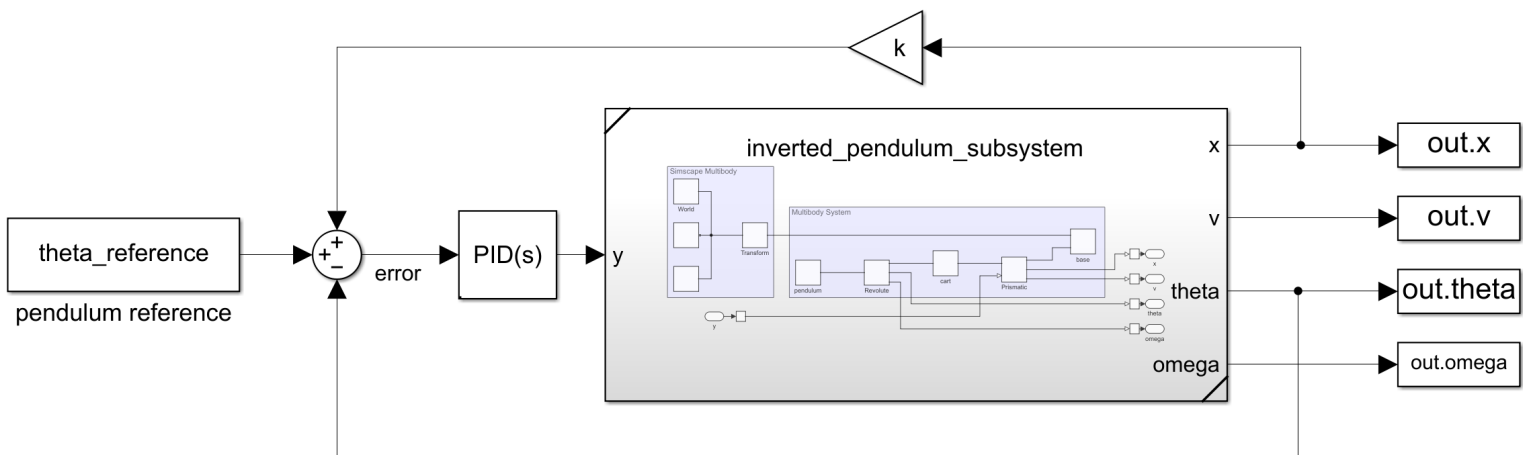 k
inverted_pendulum_subsystem
x
out.x
Simscape Multibody
World
Transform
Multibody System
v
out.v
theta_reference
+
+
−
error
PID(s)
y
pendulum
Revolute
cart
Prismatic
base
x
v
theta
omega
y
theta
out.theta
pendulum reference
omega
out.omega